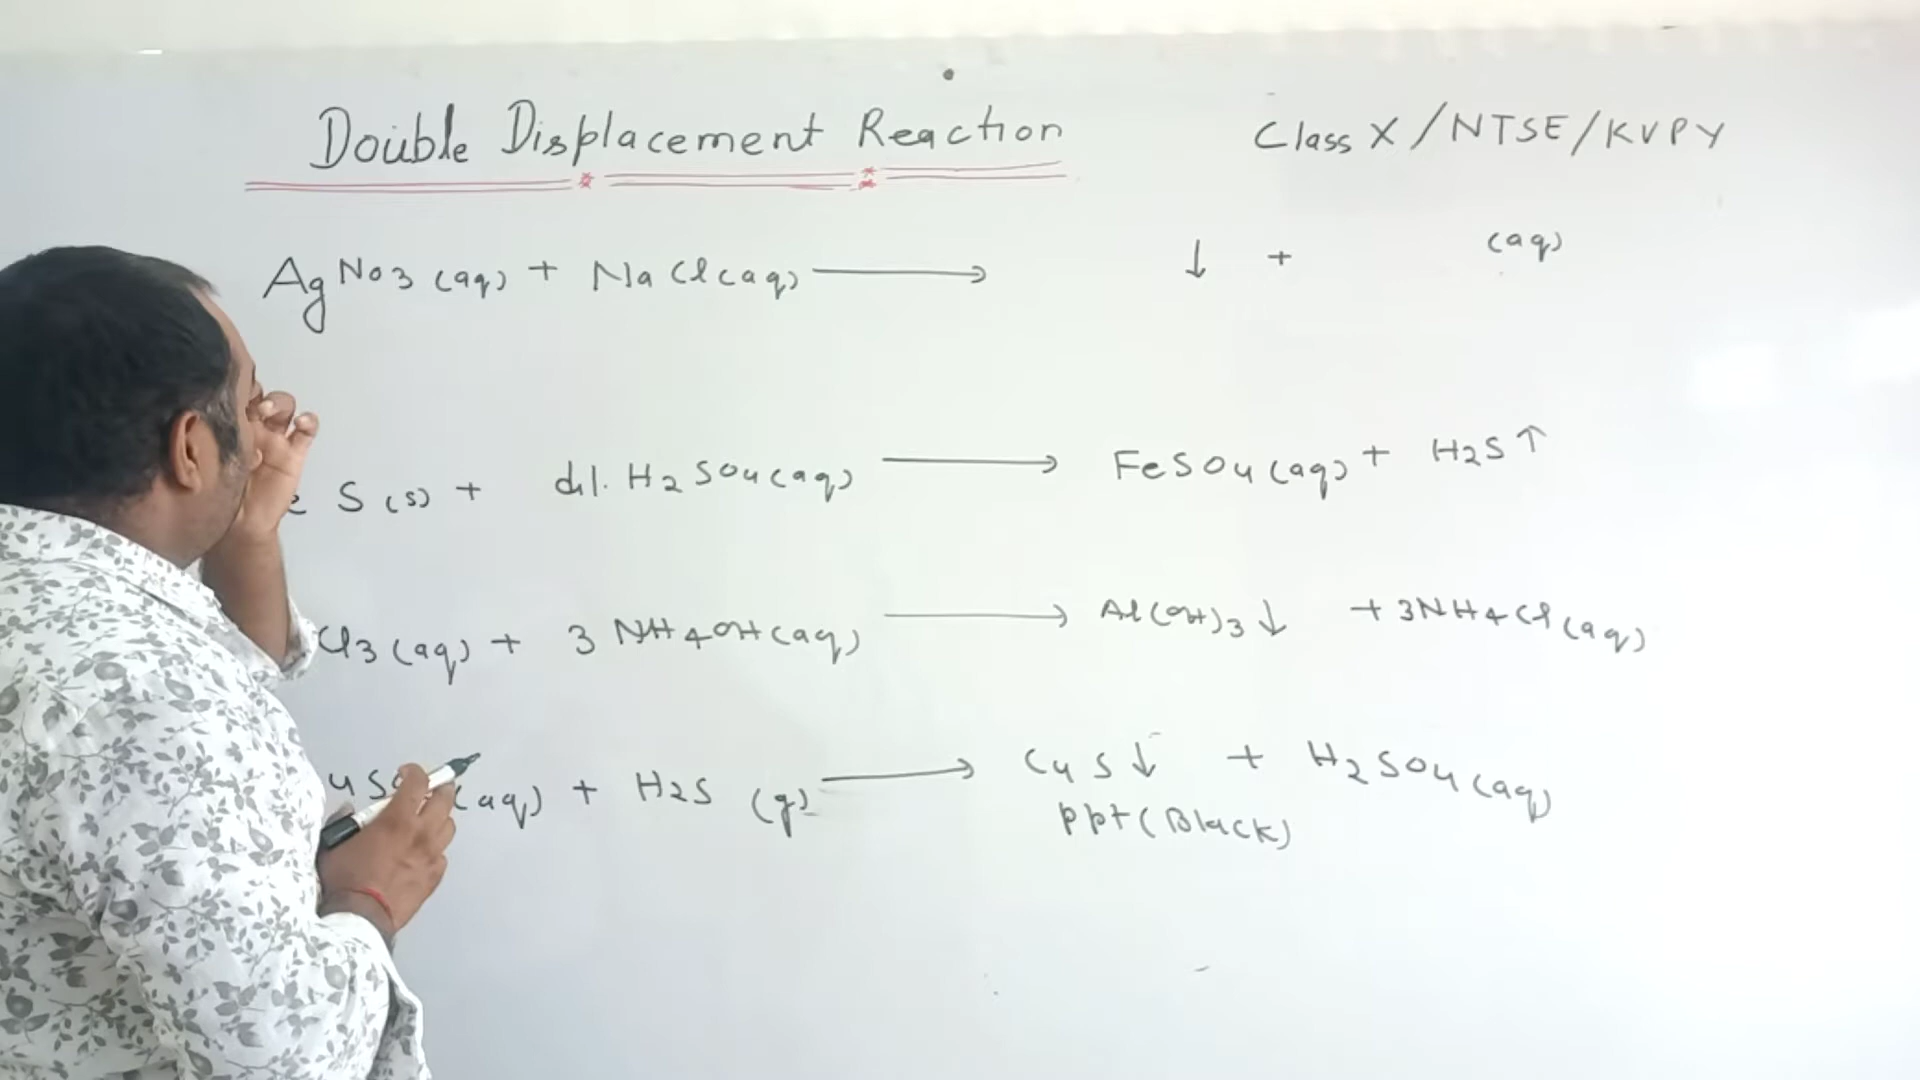 Double Displacement Reaction
Class X / NTSE / KVPY
AgNO3 (aq) + NaCl (aq) ⟶ ↓ + (aq)
S (s) + dil. H2SO4 (aq) ⟶ FeSO4 (aq) + H2S ↑
Cl3 (aq) + 3 NH4OH (aq) ⟶ Al(OH)3 ↓ + 3NH4Cl (aq)
(aq) + H2S (g) ⟶ CuS ↓ + H2SO4 (aq)
ppt (Black)